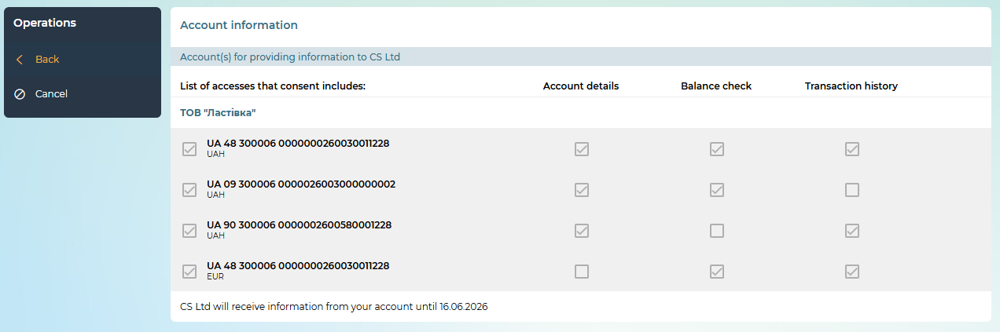 Operations
Back
Cancel
Account information
Account(s) for providing information to CS Ltd
List of accesses that consent includes: Account details Balance check Transaction history
ТОВ "Ластівка"
UA 48 300006 0000000260030011228
UAH
UA 09 300006 0000026003000000002
UAH
UA 90 300006 0000002600580001228
UAH
UA 48 300006 0000000260030011228
EUR
CS Ltd will receive information from your account until 16.06.2026